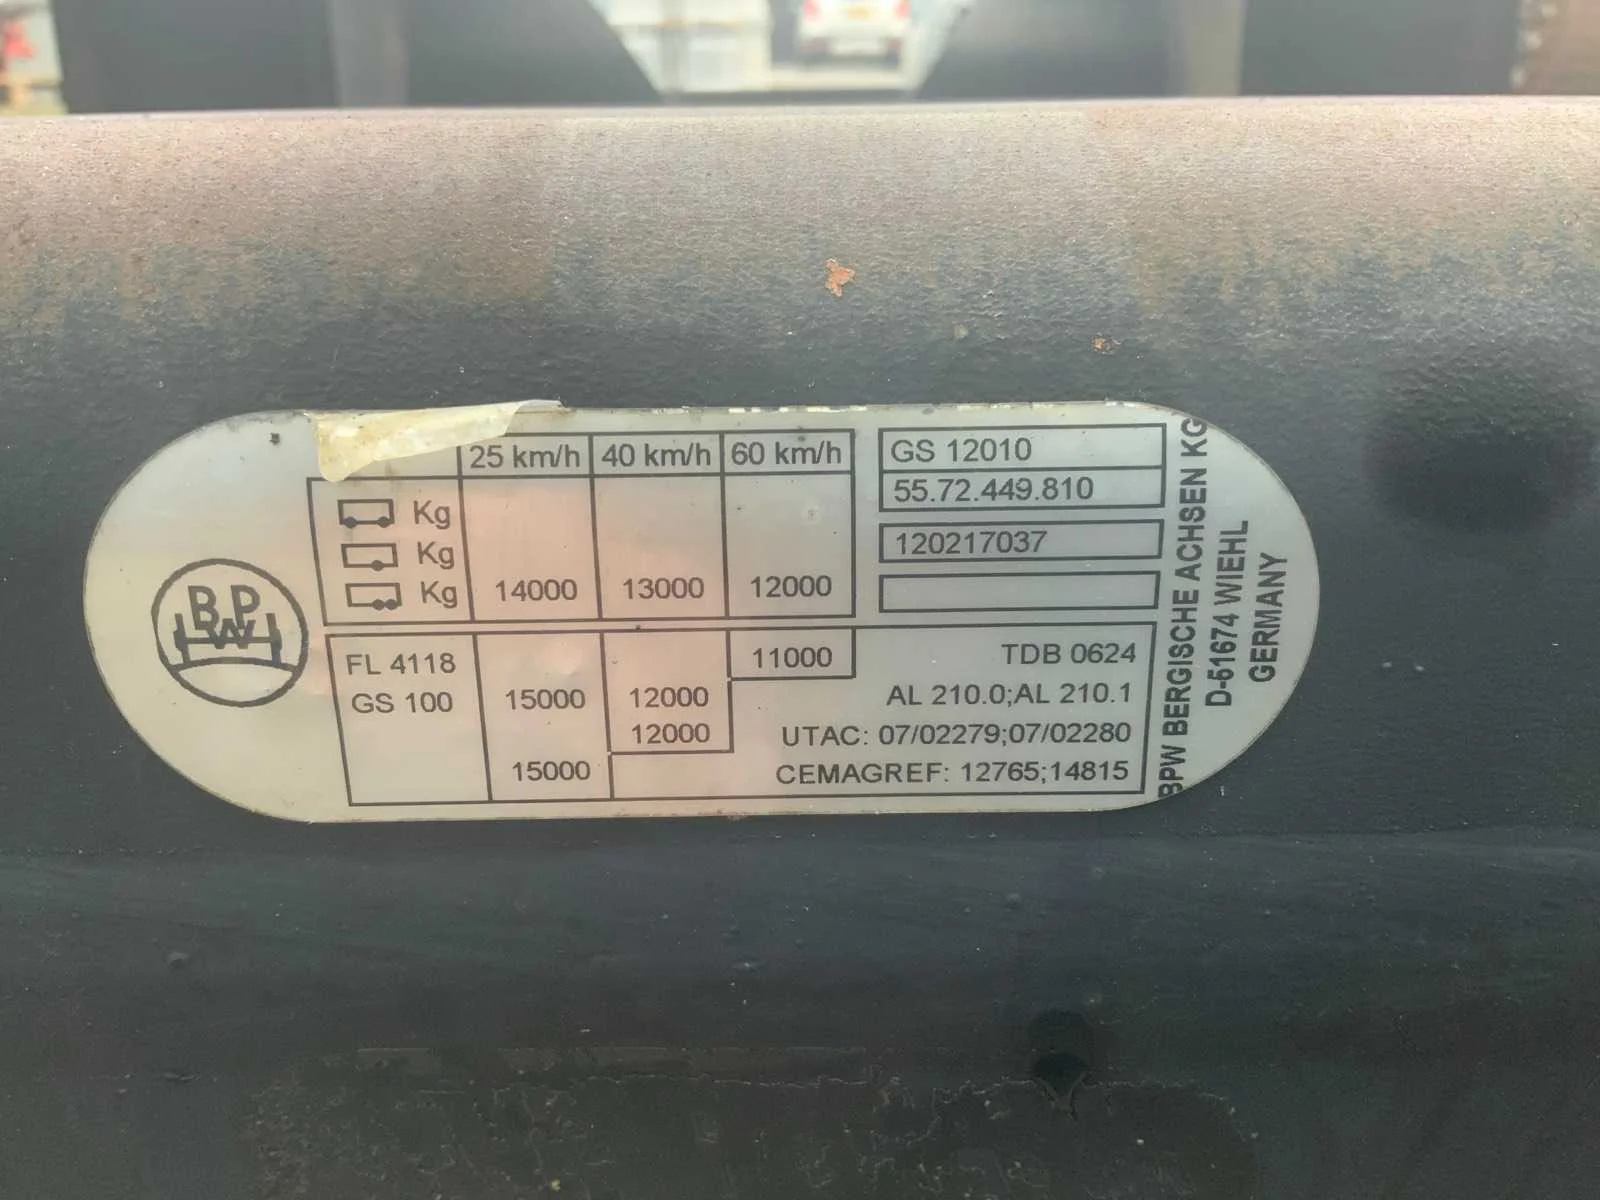 25 km/h 40 km/h 60 km/h
Kg
Kg
Kg 14000 13000 12000
GS 12010
55.72.449.810
120217037
BPW
FL 4118 11000 TDB 0624
GS 100 15000 12000 AL 210.0;AL 210.1
12000 UTAC: 07/02279;07/02280
15000 CEMAGREF: 12765;14815
BPW BERGISCHE ACHSEN KG
D-51674 WIEHL
GERMANY